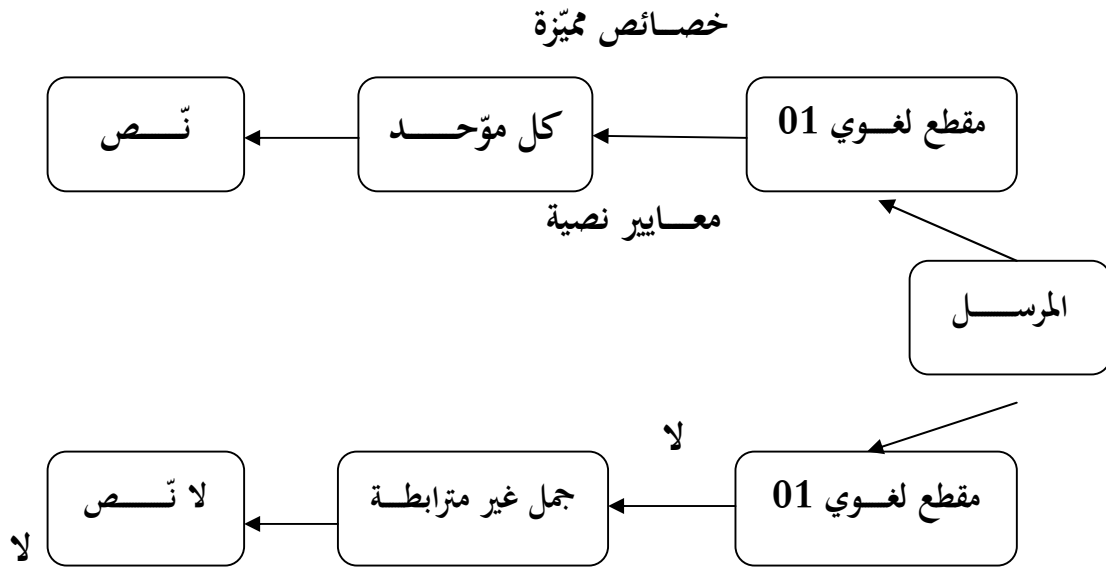 خصائص مميّزة
مقطع لغوي 01
كل موّحد
نّص
معايير نصية
المرسل
لا
مقطع لغوي 01
جمل غير مترابطة
لا نّص
لا